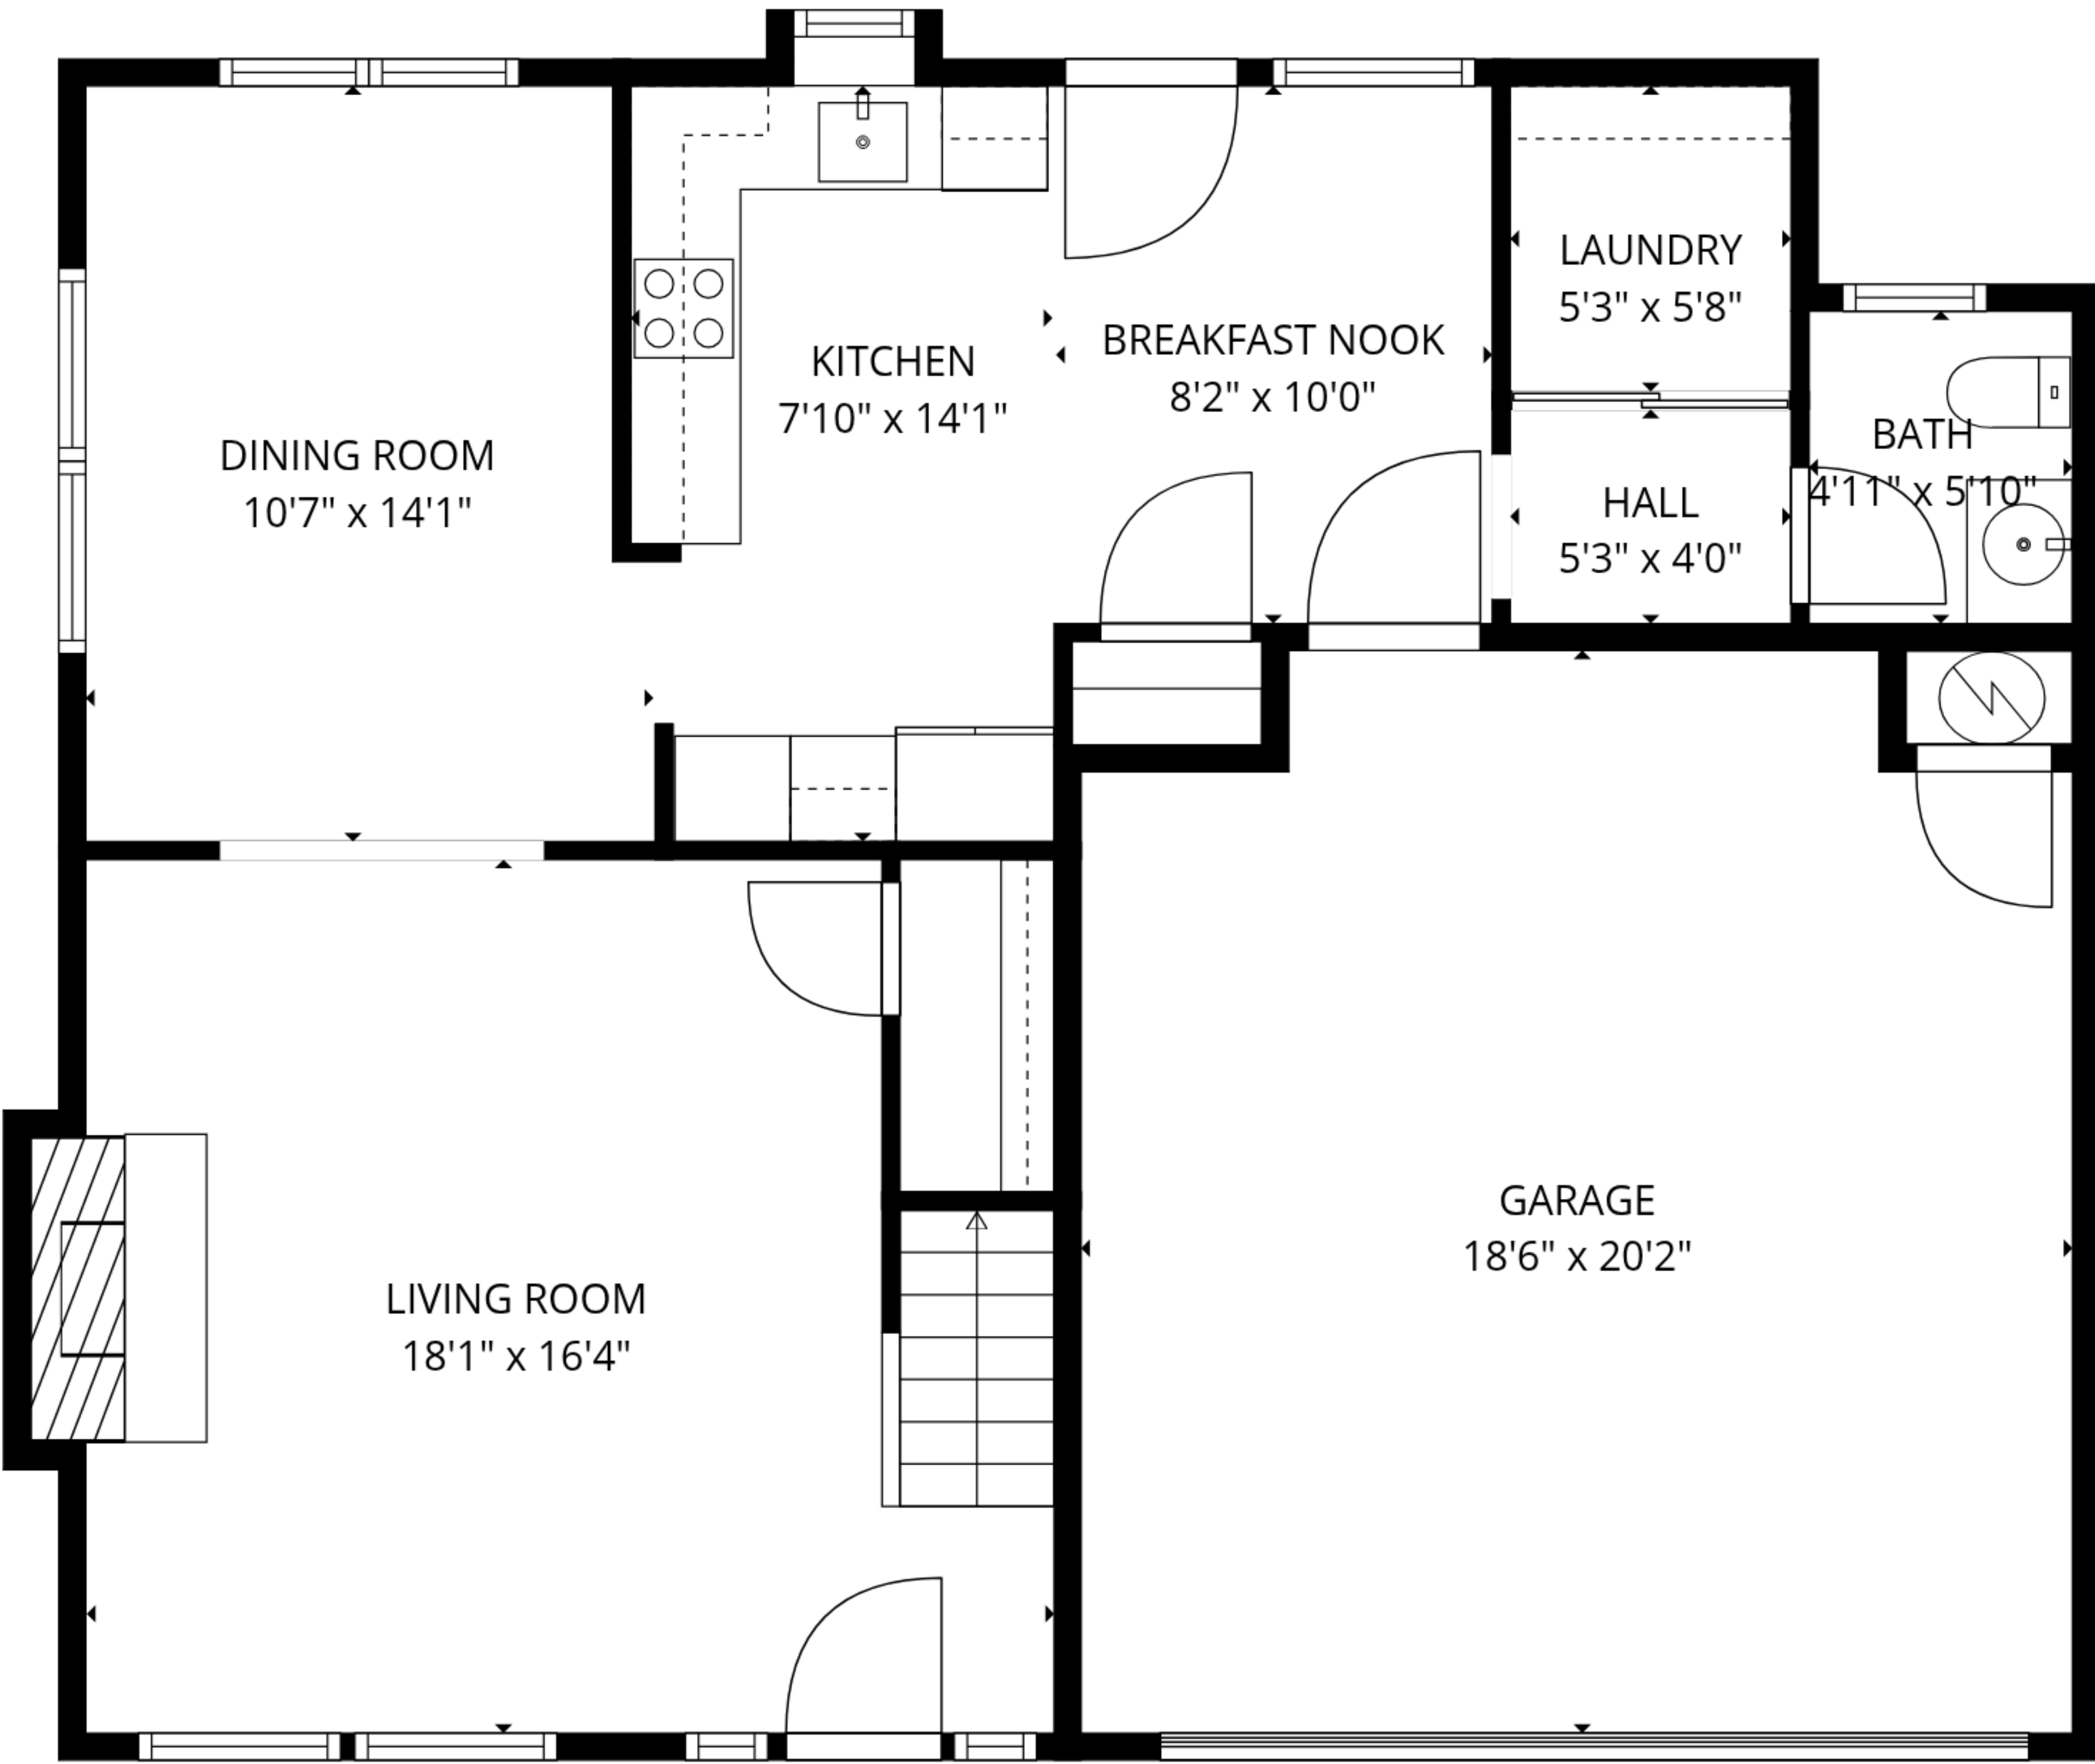 LAUNDRY
5'3" x 5'8"
BREAKFAST NOOK
8'2" x 10'0"
KITCHEN
7'10" x 14'1"
BATH
4'11" x 5'10"
DINING ROOM
10'7" x 14'1"
HALL
5'3" x 4'0"
GARAGE
18'6" x 20'2"
LIVING ROOM
18'1" x 16'4"